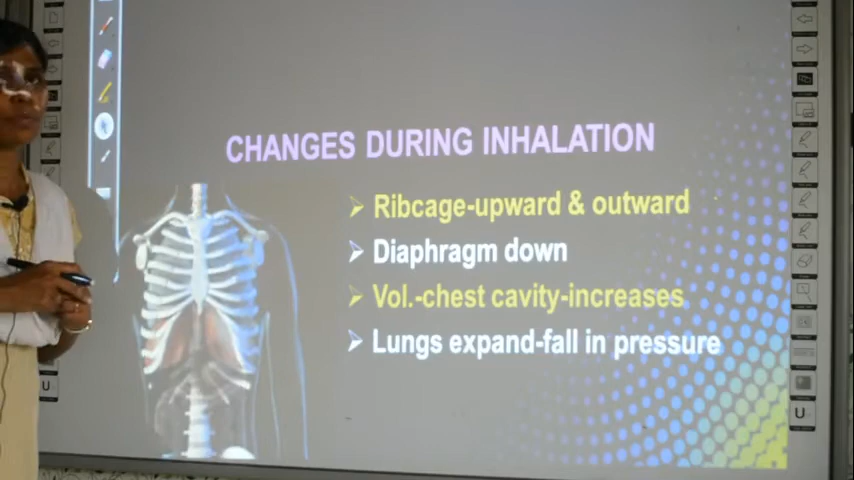 CHANGES DURING INHALATION
Ribcage-upward & outward
Diaphragm down
Vol.-chest cavity-increases
Lungs expand-fall in pressure
U
U